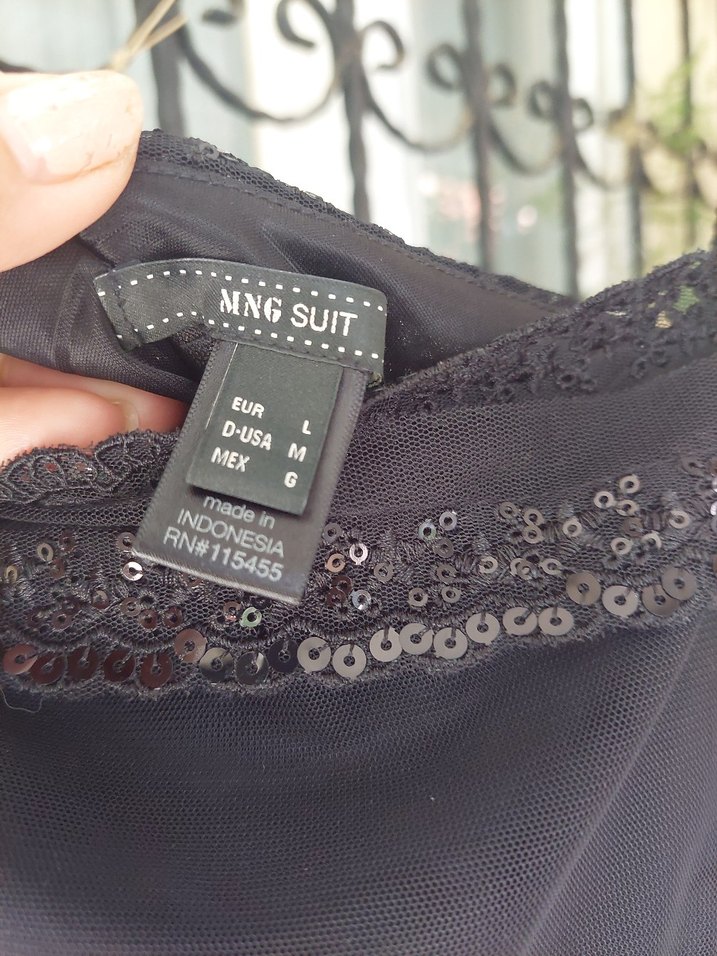 MNG SUIT
EUR L
D-USA M
MEX G
made in
INDONESIA
RN#115455